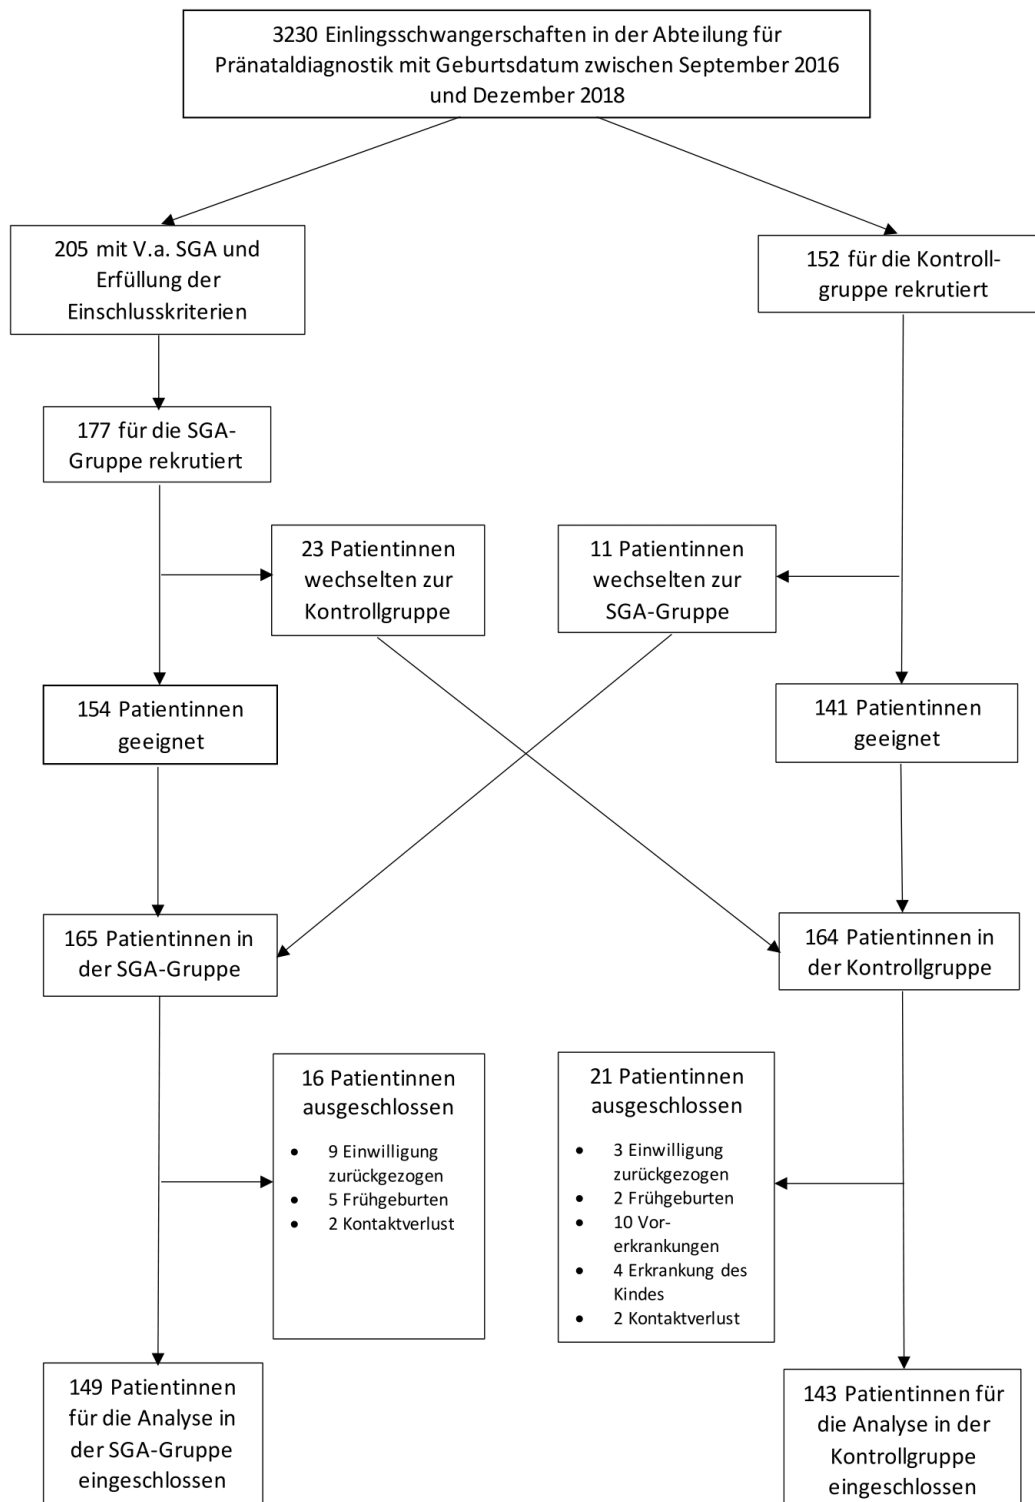 3230 Einlingsschwangerschaften in der Abteilung für
Pränataldiagnostik mit Geburtsdatum zwischen September 2016
und Dezember 2018
205 mit V.a. SGA und
Erfüllung der
Einschlusskriterien
152 für die Kontroll-
gruppe rekrutiert
177 für die SGA-
Gruppe rekrutiert
23 Patientinnen
wechselten zur
Kontrollgruppe
11 Patientinnen
wechselten zur
SGA-Gruppe
154 Patientinnen
geeignet
141 Patientinnen
geeignet
165 Patientinnen in
der SGA-Gruppe
164 Patientinnen in
der Kontrollgruppe
16 Patientinnen
ausgeschlossen
• 9 Einwilligung
zurückgezogen
• 5 Frühgeburten
• 2 Kontaktverlust
21 Patientinnen
ausgeschlossen
• 3 Einwilligung
zurückgezogen
• 2 Frühgeburten
• 10 Vor-
erkrankungen
• 4 Erkrankung des
Kindes
• 2 Kontaktverlust
149 Patientinnen
für die Analyse in
der SGA-Gruppe
eingeschlossen
143 Patientinnen für
die Analyse in der
Kontrollgruppe
eingeschlossen